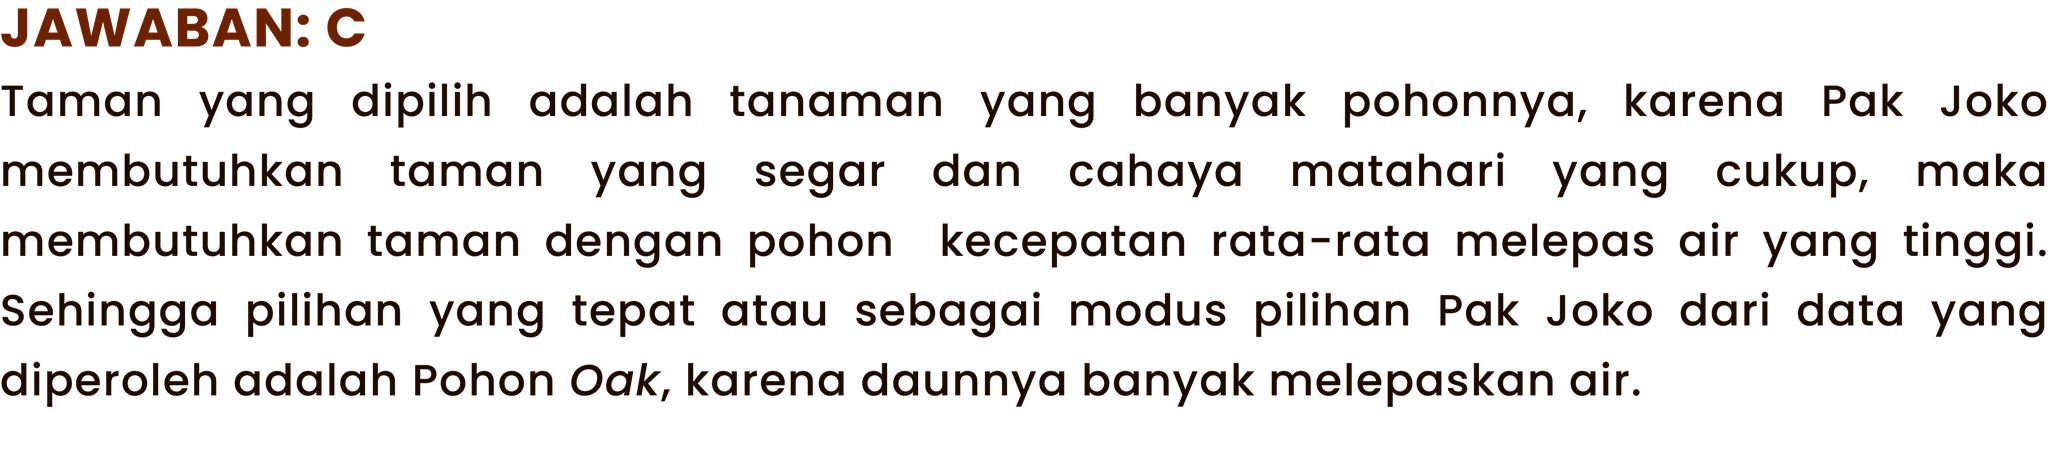 JAWABAN: C
Taman yang dipilih adalah tanaman yang banyak pohonnya, karena Pak Joko
membutuhkan taman yang segar dan cahaya matahari yang cukup, maka
membutuhkan taman dengan pohon kecepatan rata-rata melepas air yang tinggi.
Sehingga pilihan yang tepat atau sebagai modus pilihan Pak Joko dari data yang
diperoleh adalah Pohon Oak, karena daunnya banyak melepaskan air.